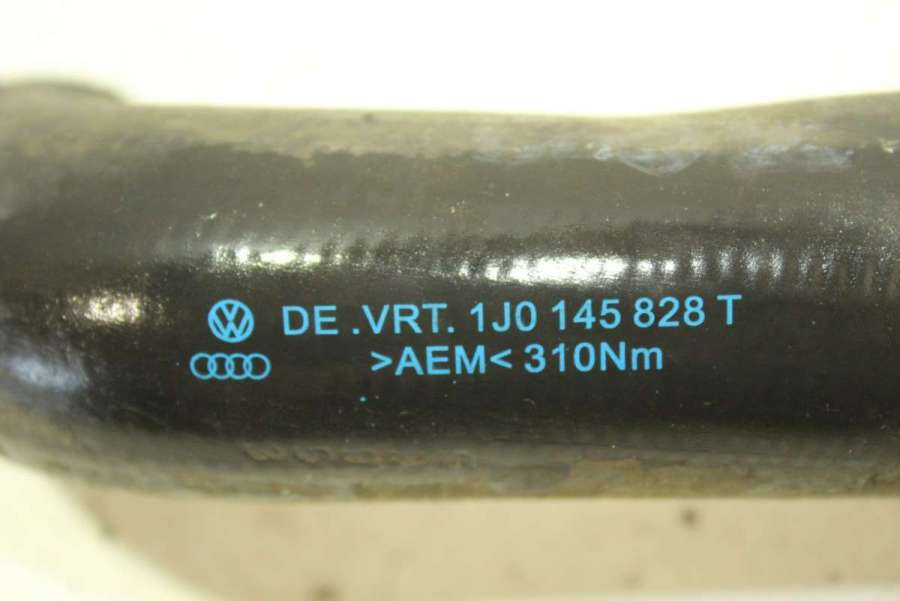 DE .VRT. 1J0 145 828 T
>AEM< 310Nm